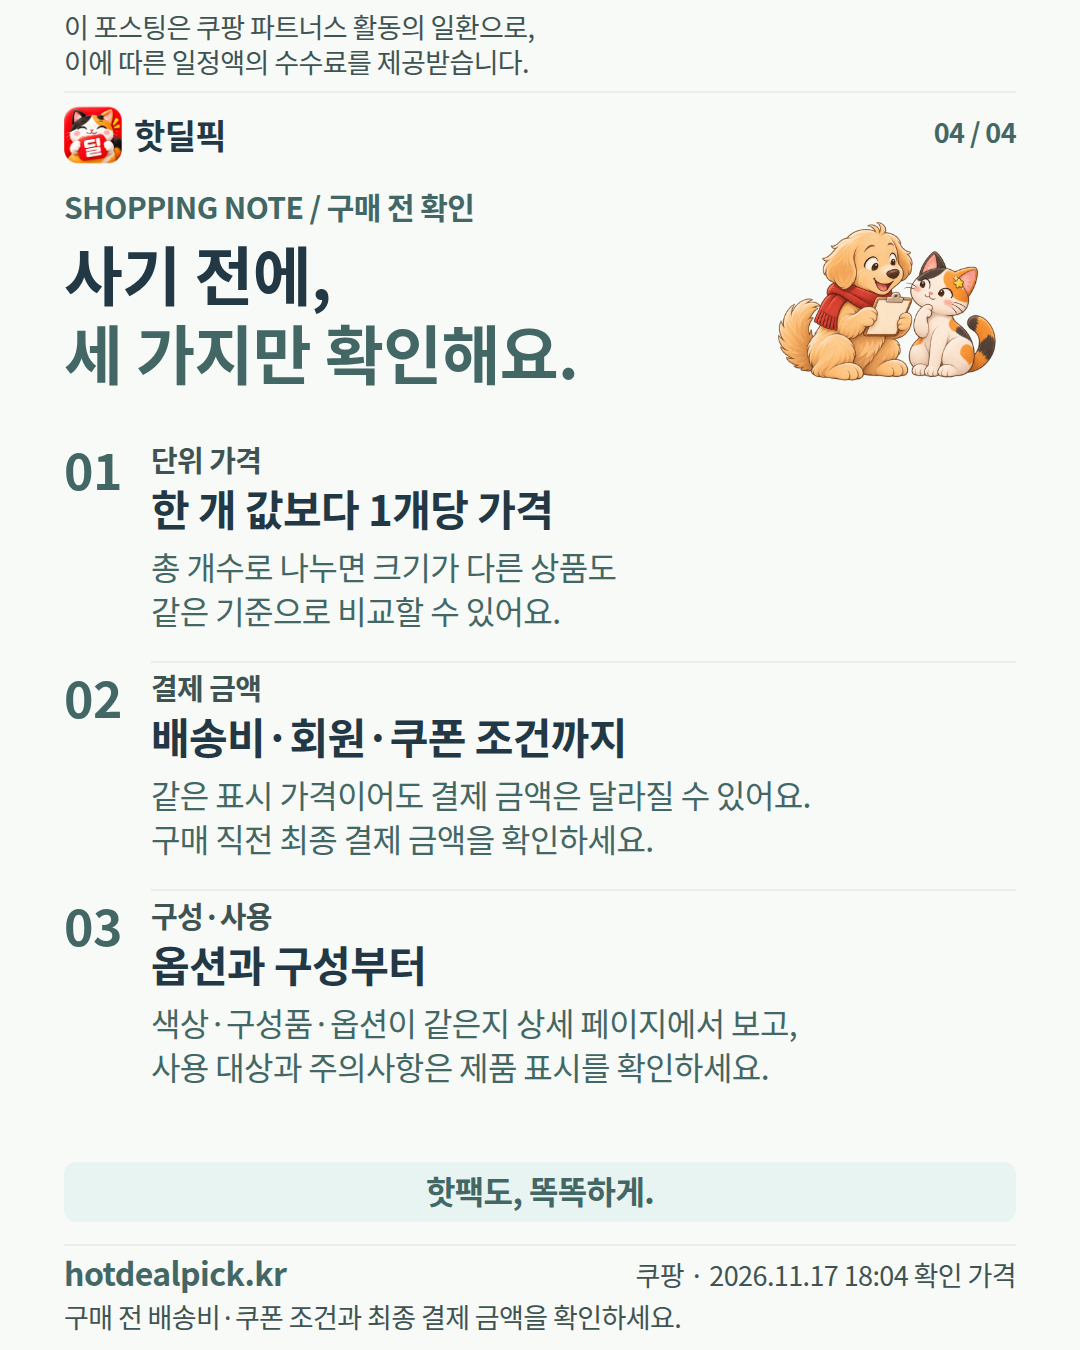 이 포스팅은 쿠팡 파트너스 활동의 일환으로,
이에 따른 일정액의 수수료를 제공받습니다.
딜
핫딜픽
04 / 04
SHOPPING NOTE / 구매 전 확인
사기 전에,
세 가지만 확인해요.
01
단위 가격
한 개 값보다 1개당 가격
총 개수로 나누면 크기가 다른 상품도
같은 기준으로 비교할 수 있어요.
02
결제 금액
배송비·회원·쿠폰 조건까지
같은 표시 가격이어도 결제 금액은 달라질 수 있어요.
구매 직전 최종 결제 금액을 확인하세요.
03
구성·사용
옵션과 구성부터
색상·구성품·옵션이 같은지 상세 페이지에서 보고,
사용 대상과 주의사항은 제품 표시를 확인하세요.
핫팩도, 똑똑하게.
hotdealpick.kr
쿠팡 · 2026.11.17 18:04 확인 가격
구매 전 배송비·쿠폰 조건과 최종 결제 금액을 확인하세요.